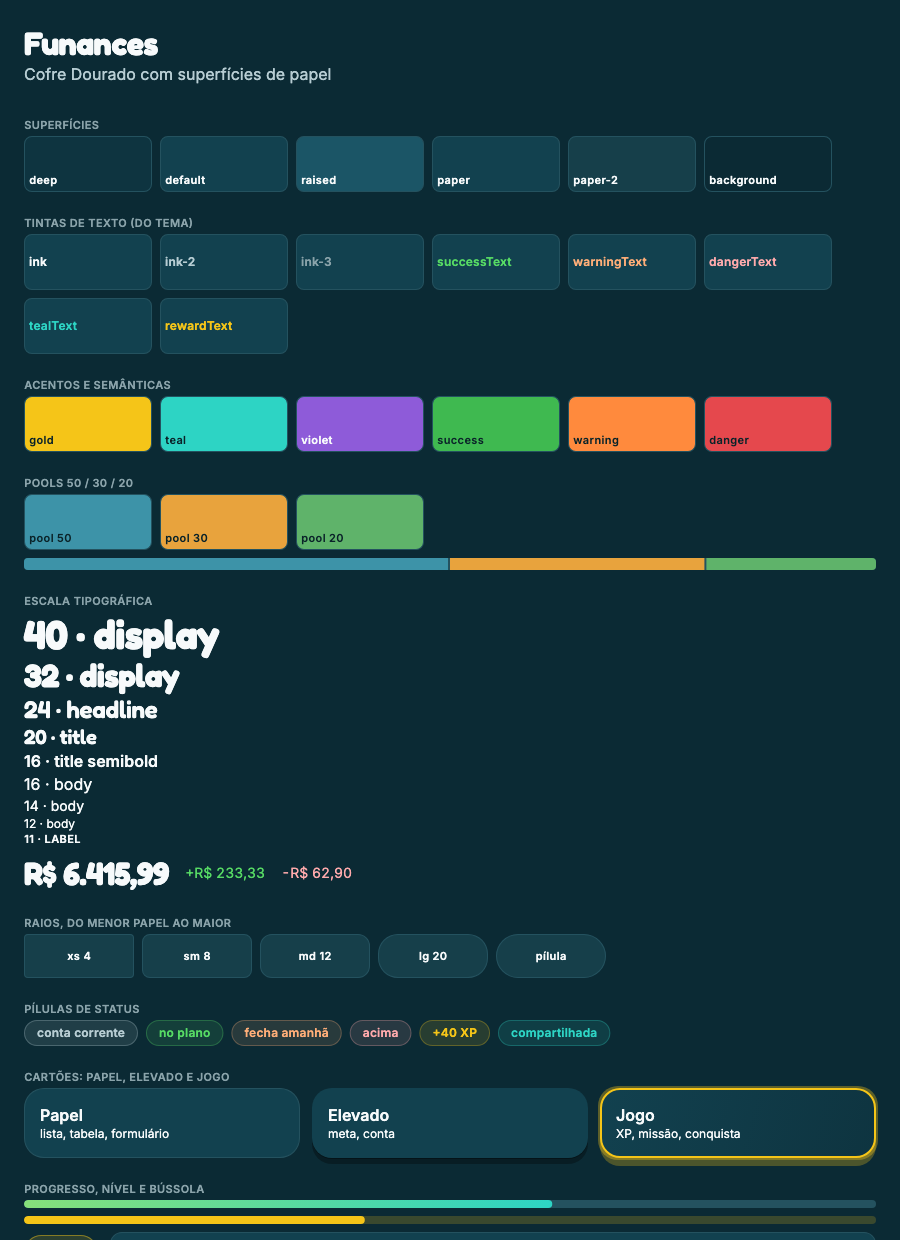 Funances
Cofre Dourado com superfícies de papel
SUPERFÍCIES
deep default raised paper paper-2 background
TINTAS DE TEXTO (DO TEMA)
ink ink-2 ink-3 successText warningText dangerText
tealText rewardText
ACENTOS E SEMÂNTICAS
gold teal violet success warning danger
POOLS 50 / 30 / 20
pool 50 pool 30 pool 20
ESCALA TIPOGRÁFICA
40 · display
32 · display
24 · headline
20 · title
16 · title semibold
16 · body
14 · body
12 · body
11 · LABEL
R$ 6.415,99 +R$ 233,33 -R$ 62,90
RAIOS, DO MENOR PAPEL AO MAIOR
xs 4 sm 8 md 12 lg 20 pílula
PÍLULAS DE STATUS
conta corrente no plano fecha amanhã acima +40 XP compartilhada
CARTÕES: PAPEL, ELEVADO E JOGO
Papel Elevado Jogo
lista, tabela, formulário meta, conta XP, missão, conquista
PROGRESSO, NÍVEL E BÚSSOLA